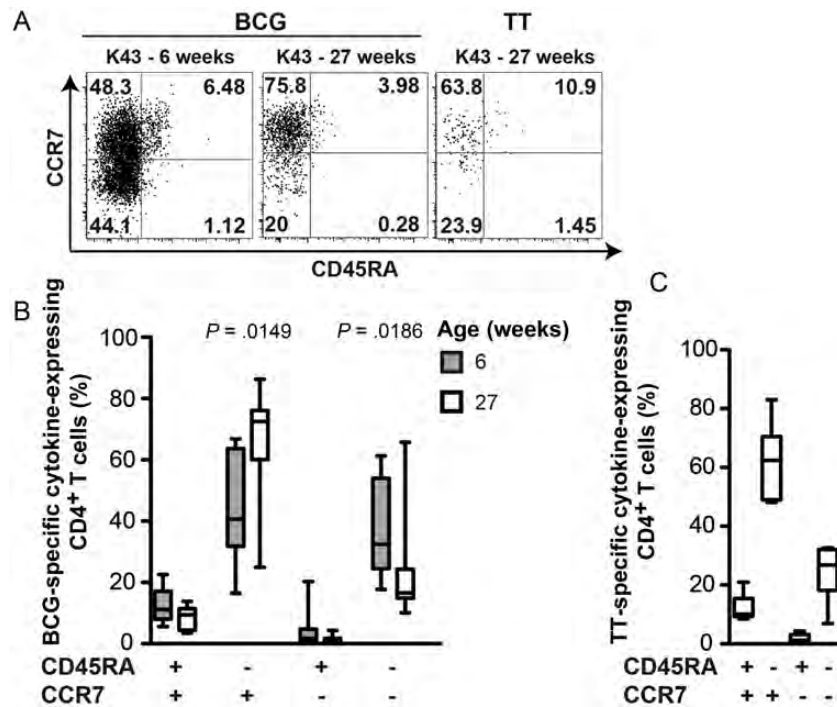 A
BCG
TT
K43 - 6 weeks
K43 - 27 weeks
K43 - 27 weeks
48.3
6.48
75.8
3.98
63.8
10.9
CCR7
44.1
1.12
20
0.28
23.9
1.45
CD45RA
B
BCG-specific cytokine-expressing
CD4+ T cells (%)
P = .0149
P = .0186
Age (weeks)
6
27
100
80
60
40
20
0
CD45RA
+ - + -
CCR7
+ + - -
C
TT-specific cytokine-expressing
CD4+ T cells (%)
100
80
60
40
20
0
CD45RA + - + -
CCR7 + + - -